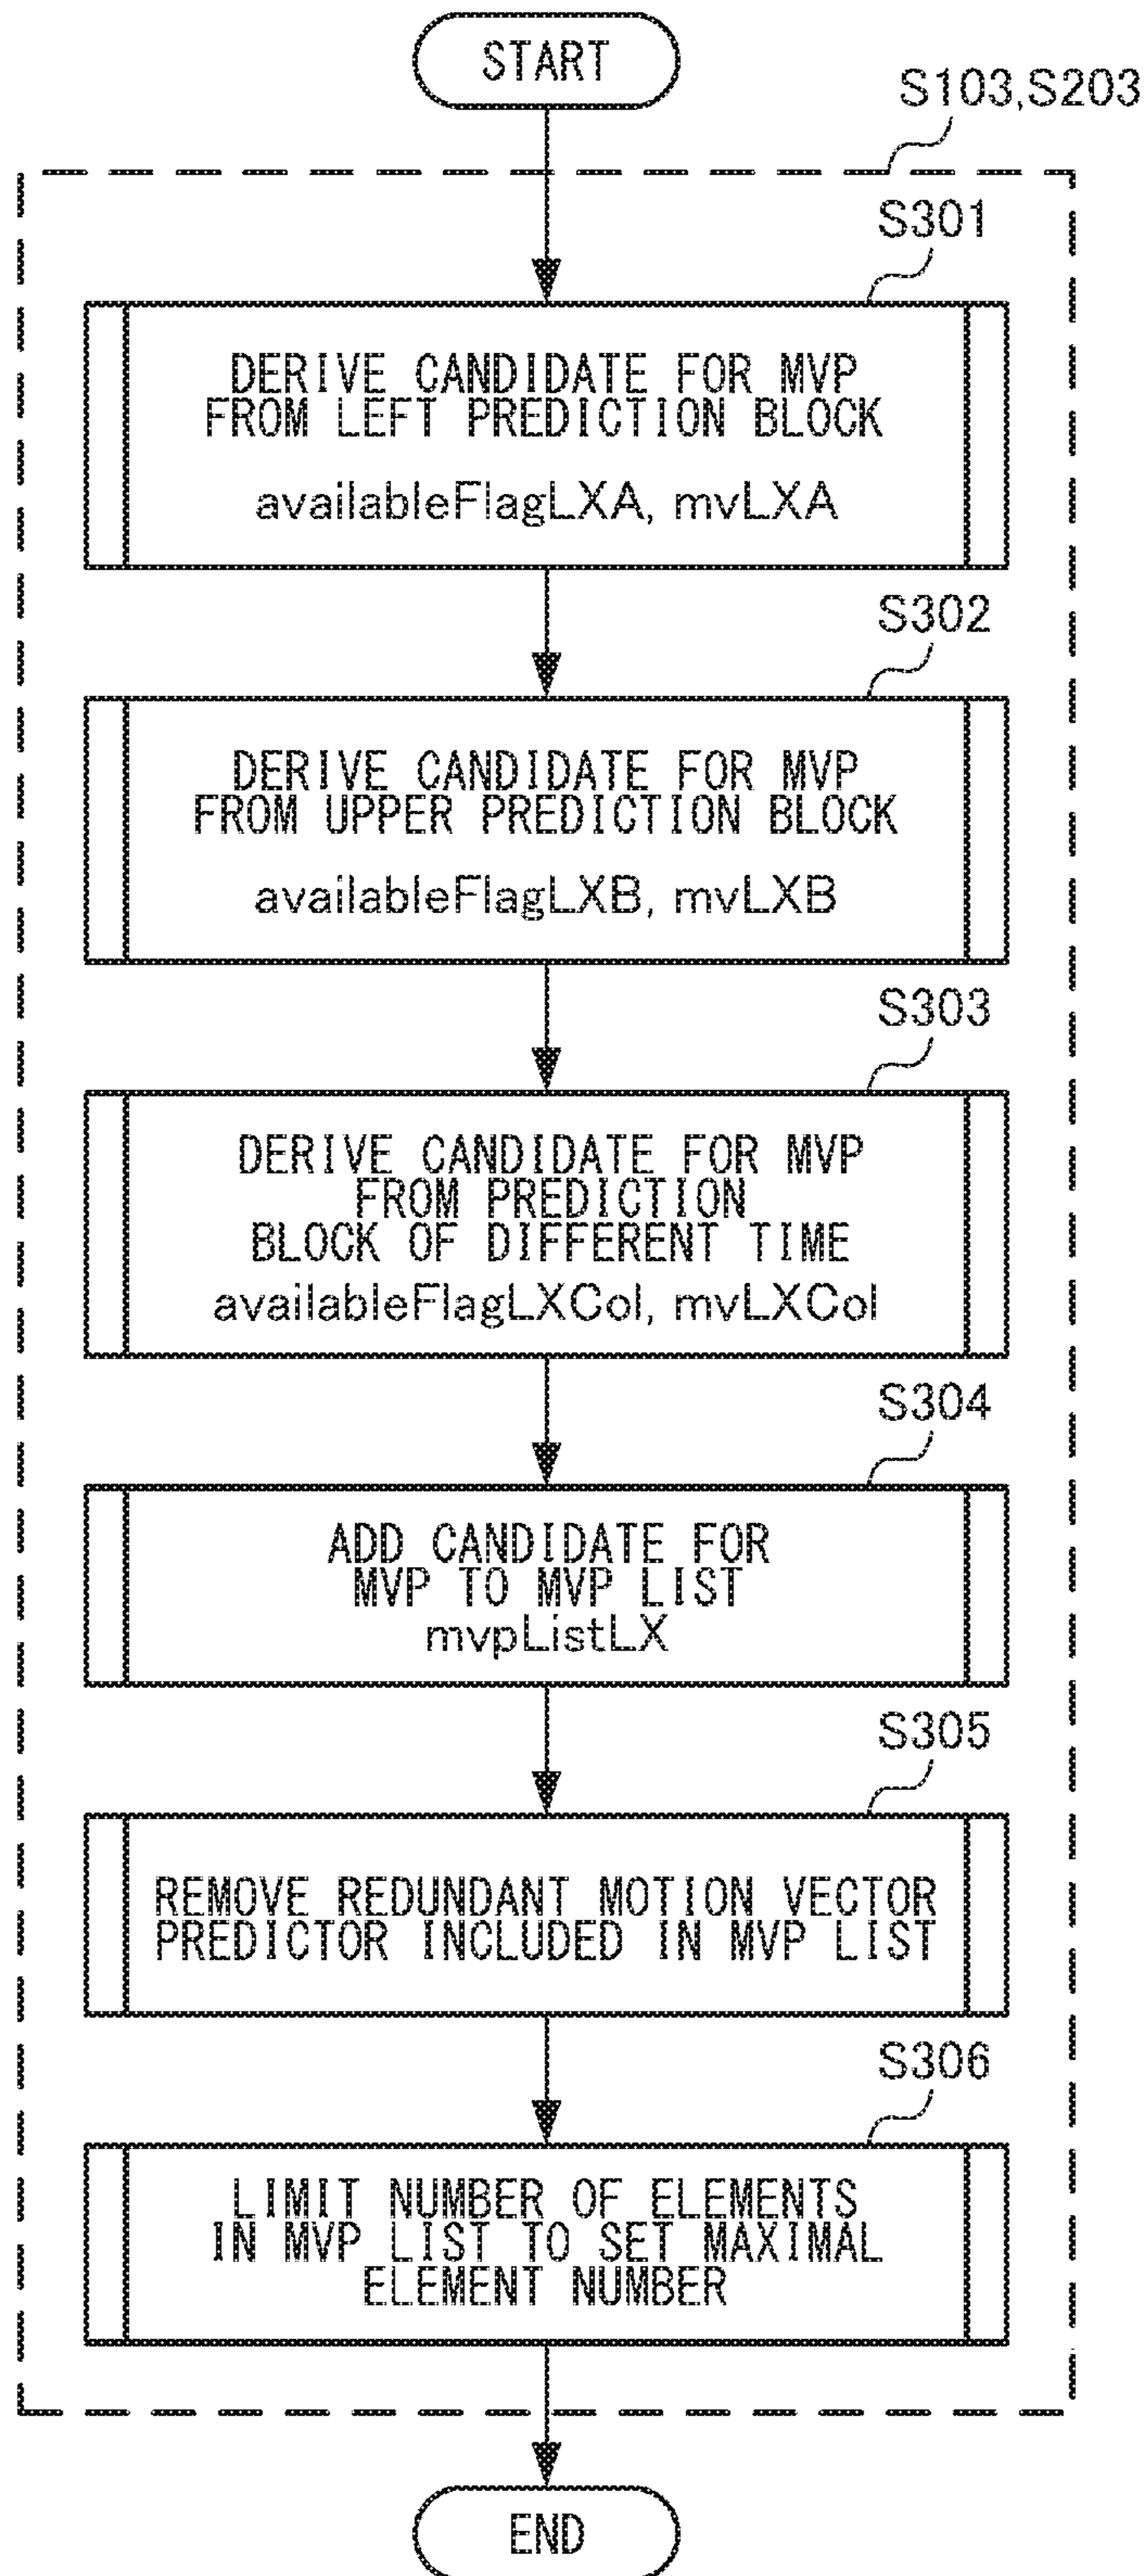 START
S103,S203
S301
DERIVE CANDIDATE FOR MVP
FROM LEFT PREDICTION BLOCK
availableFlagLXA, mvLXA
S302
DERIVE CANDIDATE FOR MVP
FROM UPPER PREDICTION BLOCK
availableFlagLXB, mvLXB
S303
DERIVE CANDIDATE FOR MVP
FROM PREDICTION
BLOCK OF DIFFERENT TIME
availableFlagLXCol, mvLXCol
S304
ADD CANDIDATE FOR
MVP TO MVP LIST
mvpListLX
S305
REMOVE REDUNDANT MOTION VECTOR
PREDICTOR INCLUDED IN MVP LIST
S306
LIMIT NUMBER OF ELEMENTS
IN MVP LIST TO SET MAXIMAL
ELEMENT NUMBER
END